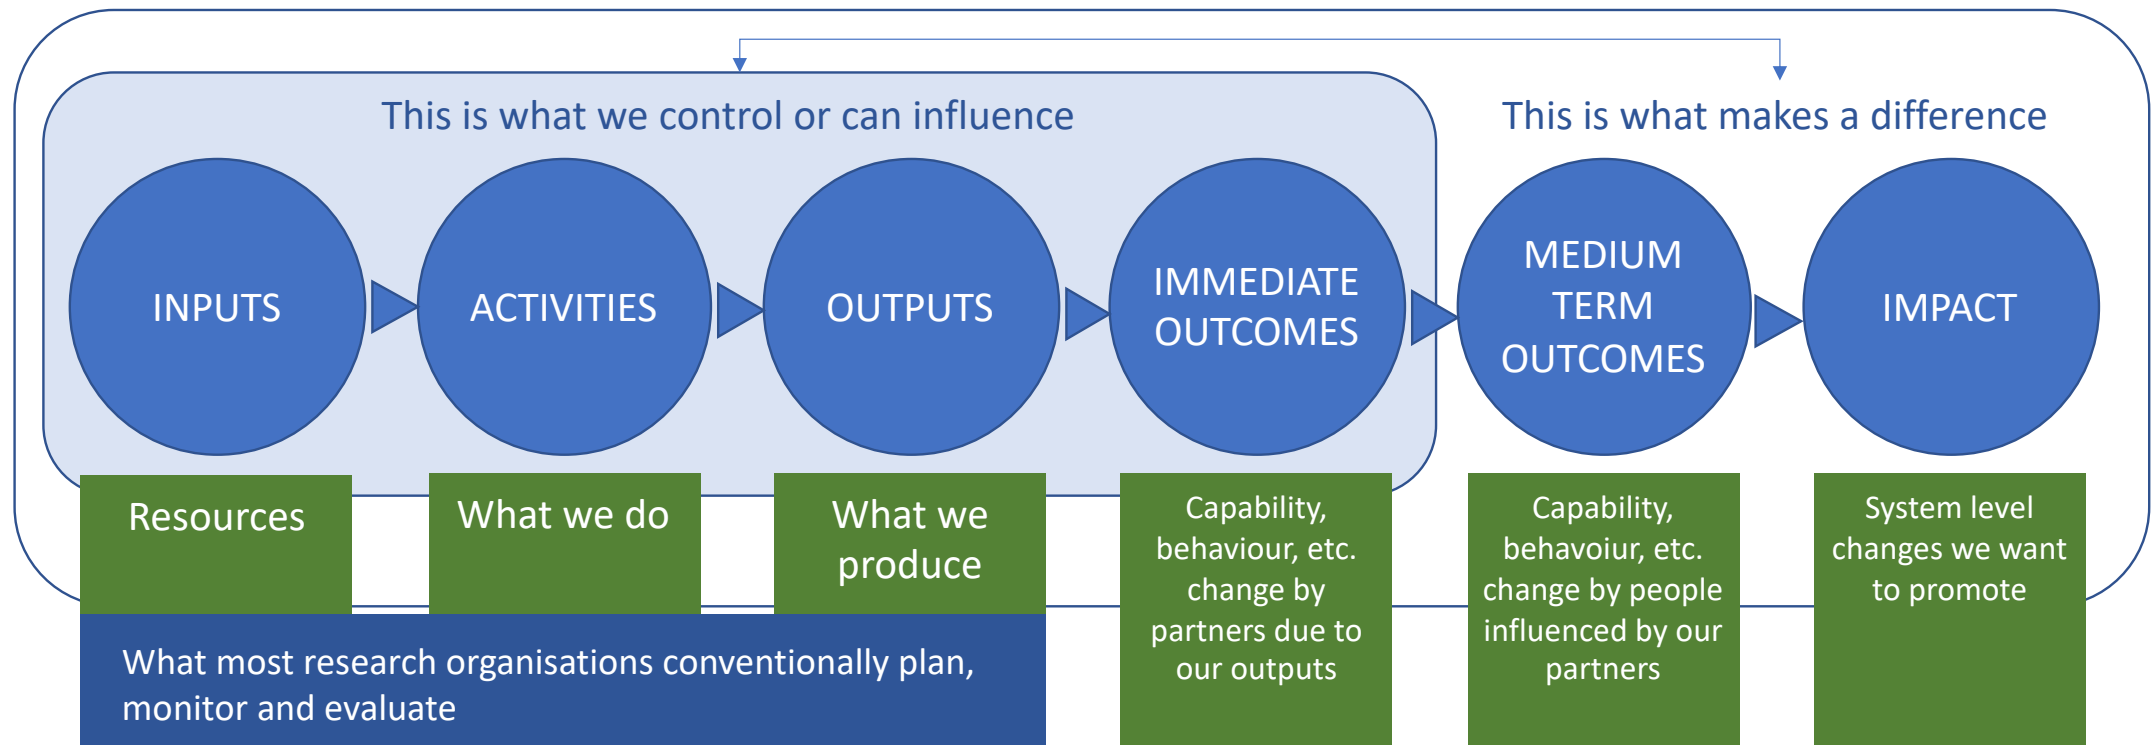 This is what we control or can influence
This is what makes a difference
INPUTS
ACTIVITIES
OUTPUTS
IMMEDIATE
OUTCOMES
MEDIUM
TERM
OUTCOMES
IMPACT
Resources
What we do
What we
produce
Capability,
behaviour, etc.
change by
partners due to
our outputs
Capability,
behavoiur, etc.
change by people
influenced by our
partners
System level
changes we want
to promote
What most research organisations conventionally plan,
monitor and evaluate